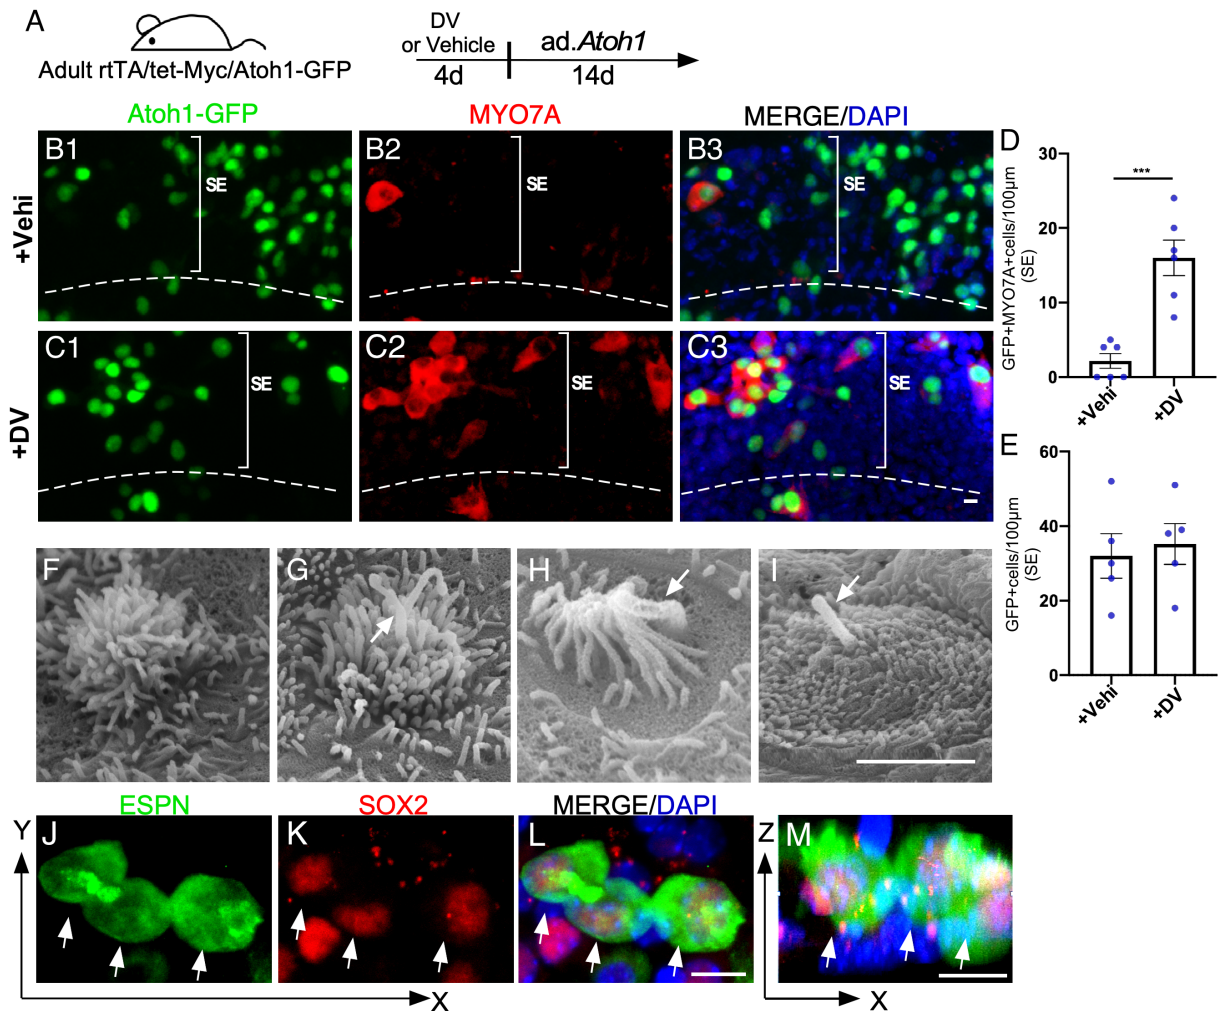 A
Adult rtTA/tet-Myc/Atoh1-GFP
DV
or Vehicle
4d
ad.Atoh1
14d
Atoh1-GFP
MYO7A
MERGE/DAPI
+Vehi
B1
SE
B2
SE
B3
SE
+DV
C1
SE
C2
SE
C3
SE
D
GFP+MYO7A+cells/100μm
(SE)
30
20
10
0
***
+Vehi
+DV
E
GFP+cells/100μm
(SE)
60
40
20
0
+Vehi
+DV
F
G
H
I
ESPN
SOX2
MERGE/DAPI
Y
J
K
L
X
Z
M
X